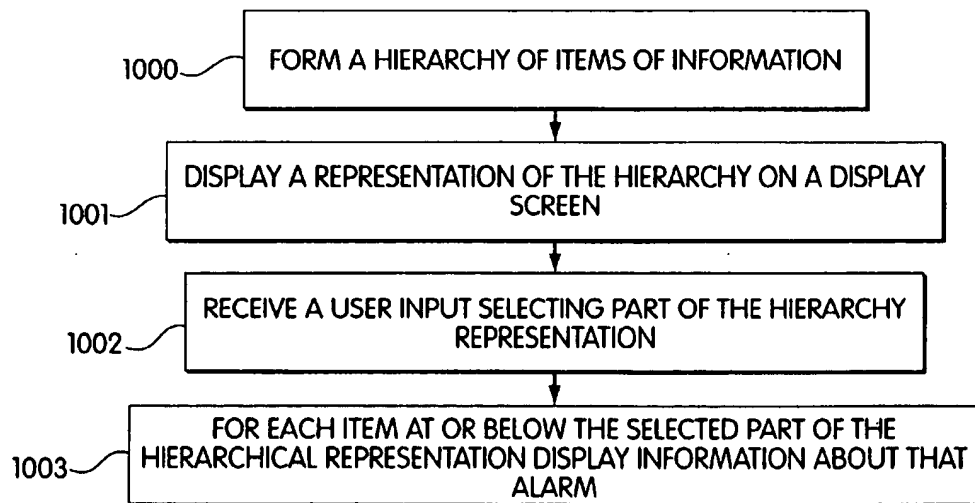 1000
FORM A HIERARCHY OF ITEMS OF INFORMATION
1001
DISPLAY A REPRESENTATION OF THE HIERARCHY ON A DISPLAY
SCREEN
1002
RECEIVE A USER INPUT SELECTING PART OF THE HIERARCHY
REPRESENTATION
1003
FOR EACH ITEM AT OR BELOW THE SELECTED PART OF THE
HIERARCHICAL REPRESENTATION DISPLAY INFORMATION ABOUT THAT
ALARM